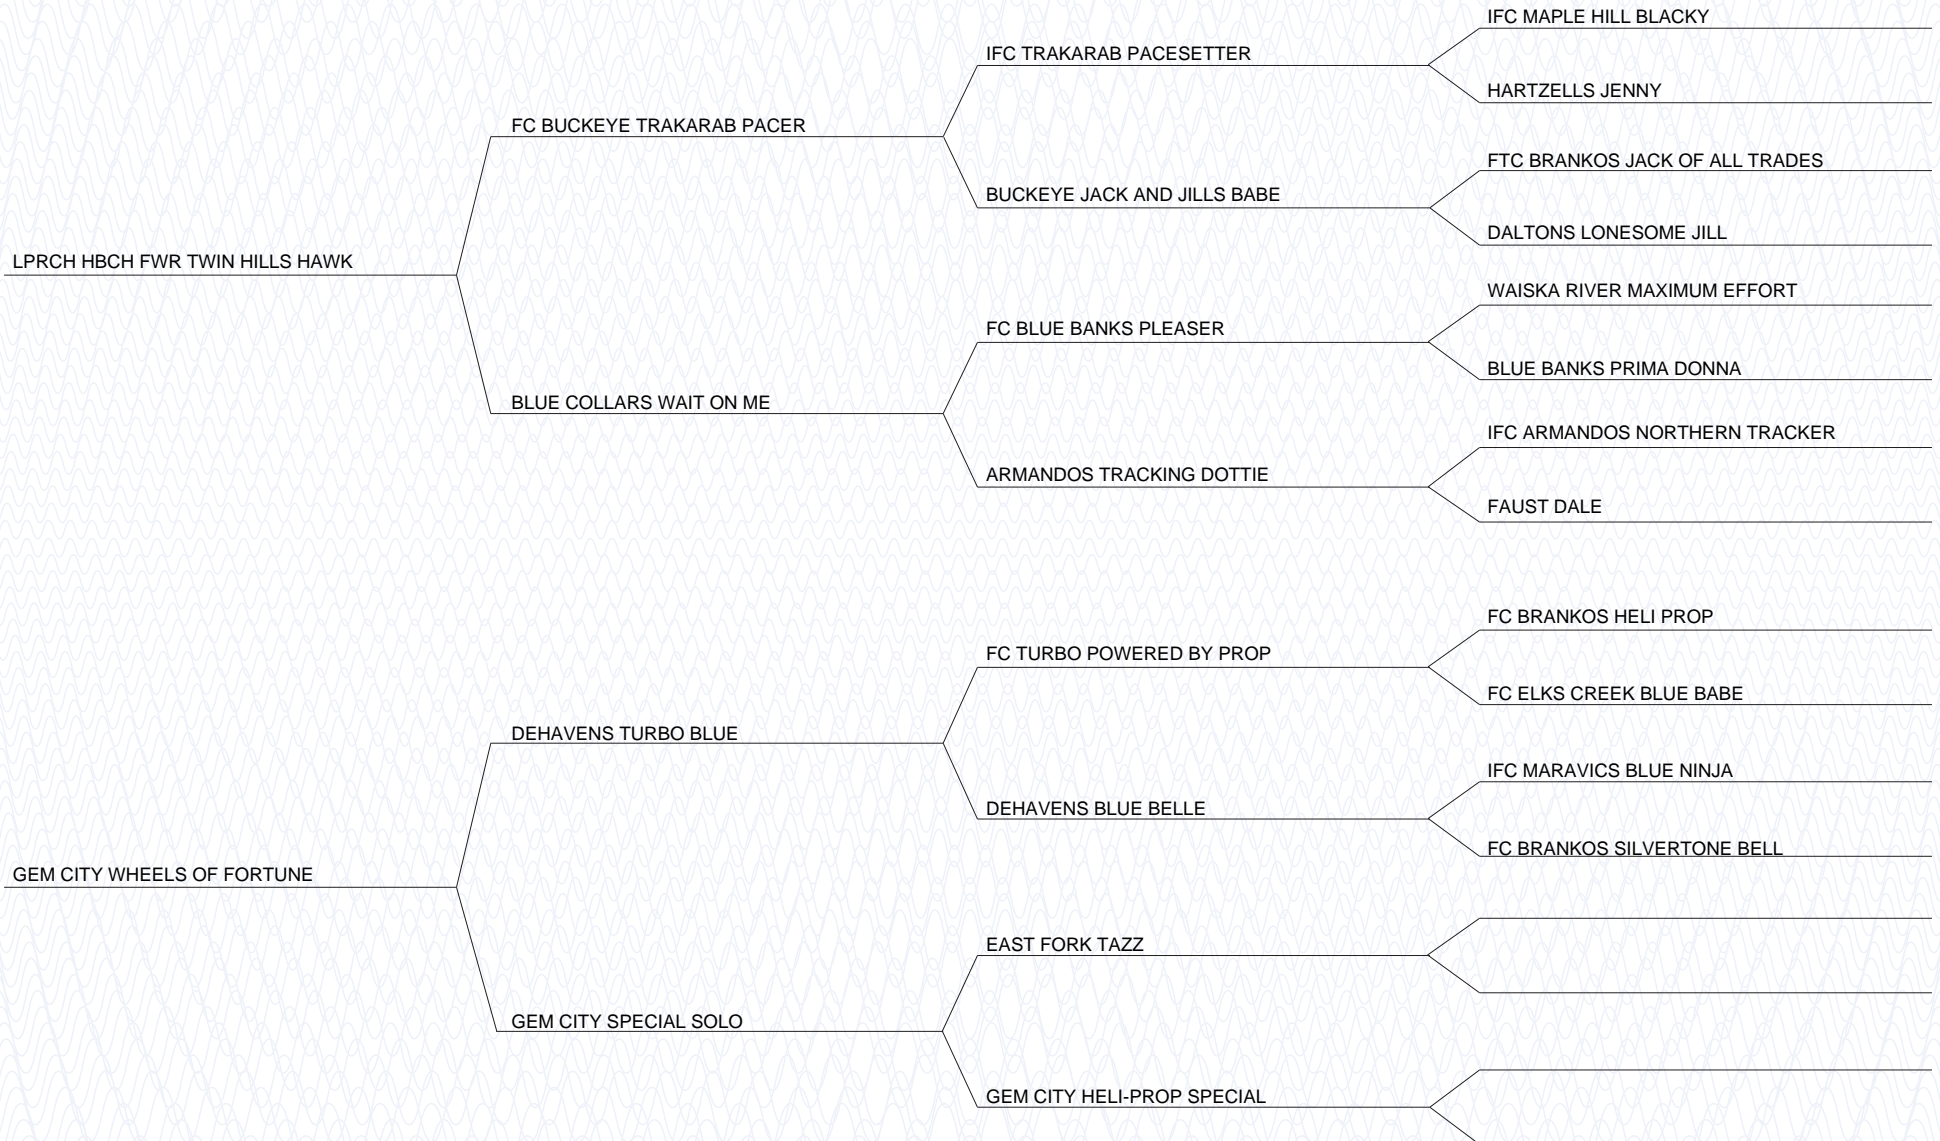 IFC MAPLE HILL BLACKY
IFC TRAKARAB PACESETTER
HARTZELLS JENNY
FC BUCKEYE TRAKARAB PACER
FTC BRANKOS JACK OF ALL TRADES
BUCKEYE JACK AND JILLS BABE
DALTONS LONESOME JILL
LPRCH HBCH FWR TWIN HILLS HAWK
WAISKA RIVER MAXIMUM EFFORT
FC BLUE BANKS PLEASER
BLUE BANKS PRIMA DONNA
BLUE COLLARS WAIT ON ME
IFC ARMANDOS NORTHERN TRACKER
ARMANDOS TRACKING DOTTIE
FAUST DALE
FC BRANKOS HELI PROP
FC TURBO POWERED BY PROP
FC ELKS CREEK BLUE BABE
DEHAVENS TURBO BLUE
IFC MARAVICS BLUE NINJA
DEHAVENS BLUE BELLE
FC BRANKOS SILVERTONE BELL
GEM CITY WHEELS OF FORTUNE
EAST FORK TAZZ
GEM CITY SPECIAL SOLO
GEM CITY HELI-PROP SPECIAL